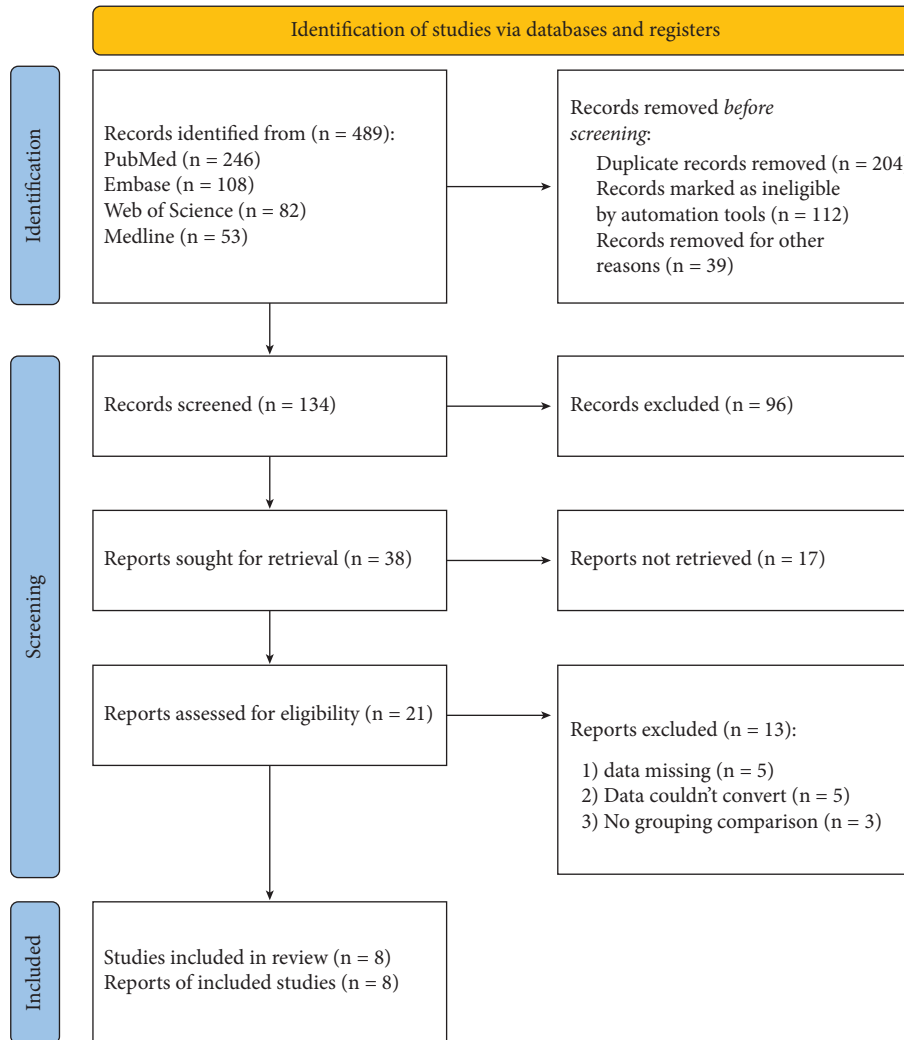 Identification of studies via databases and registers
Identification
Records identified from (n = 489):
PubMed (n = 246)
Embase (n = 108)
Web of Science (n = 82)
Medline (n = 53)
Records removed before
screening:
Duplicate records removed (n = 204
Records marked as ineligible
by automation tools (n = 112)
Records removed for other
reasons (n = 39)
Screening
Records screened (n = 134)
Records excluded (n = 96)
Reports sought for retrieval (n = 38)
Reports not retrieved (n = 17)
Reports assessed for eligibility (n = 21)
Reports excluded (n = 13):
1) data missing (n = 5)
2) Data couldn't convert (n = 5)
3) No grouping comparison (n = 3)
Included
Studies included in review (n = 8)
Reports of included studies (n = 8)